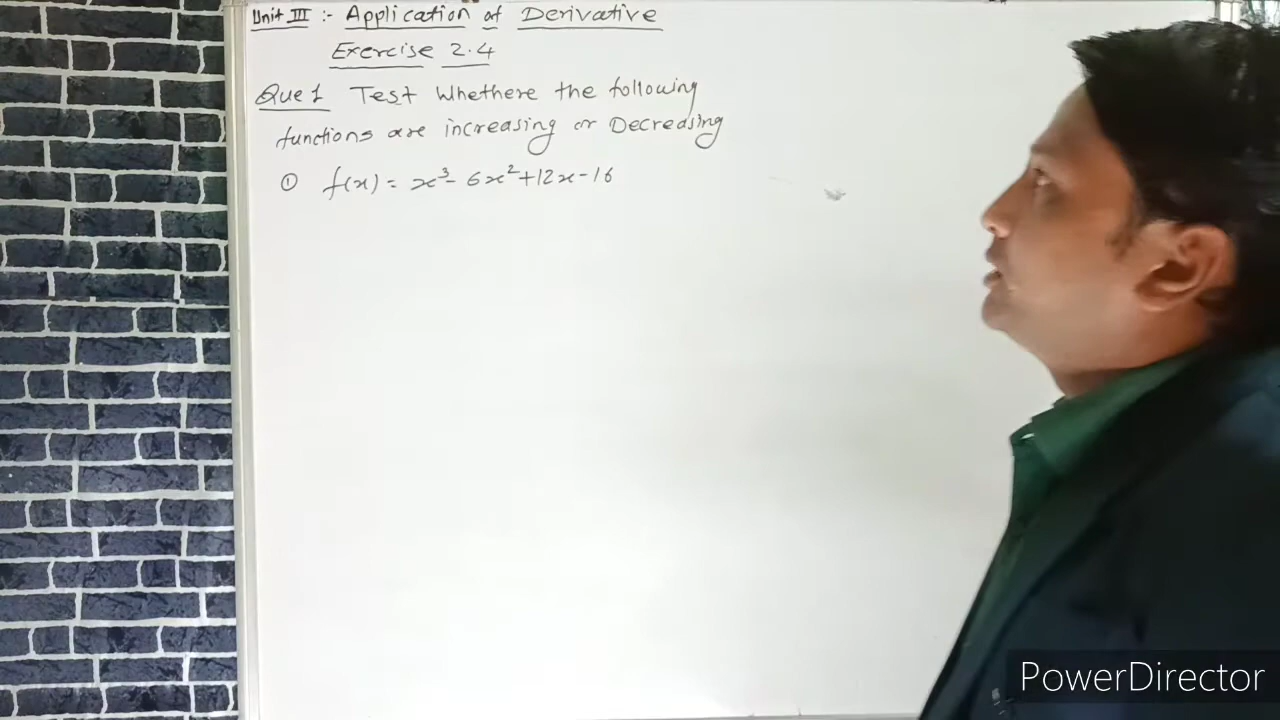 Unit III :- Application of Derivative
Exercise 2.4
Que 1 Test Whethere the following
functions are increasing or Decreasing
① f(x) = x³ - 6x² + 12x - 16
PowerDirector